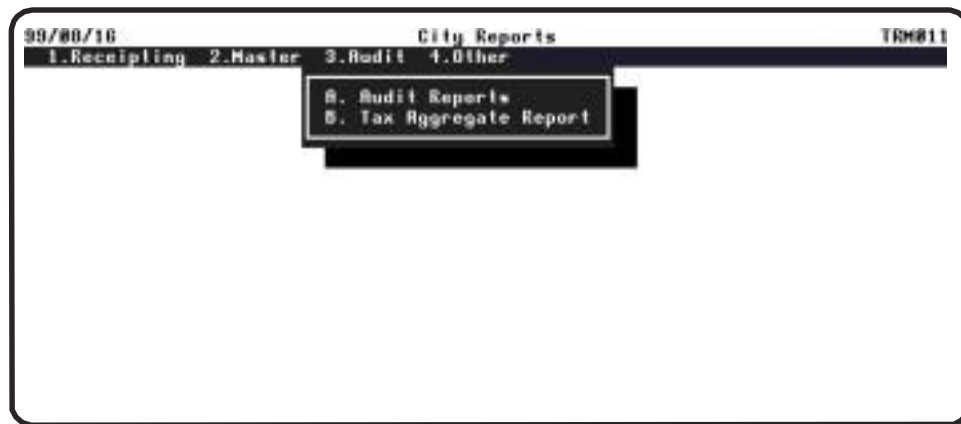 99/08/16 City Reports TRM011
1.Receipting 2.Master 3.Audit 4.Other
A. Audit Reports
B. Tax Aggregate Report